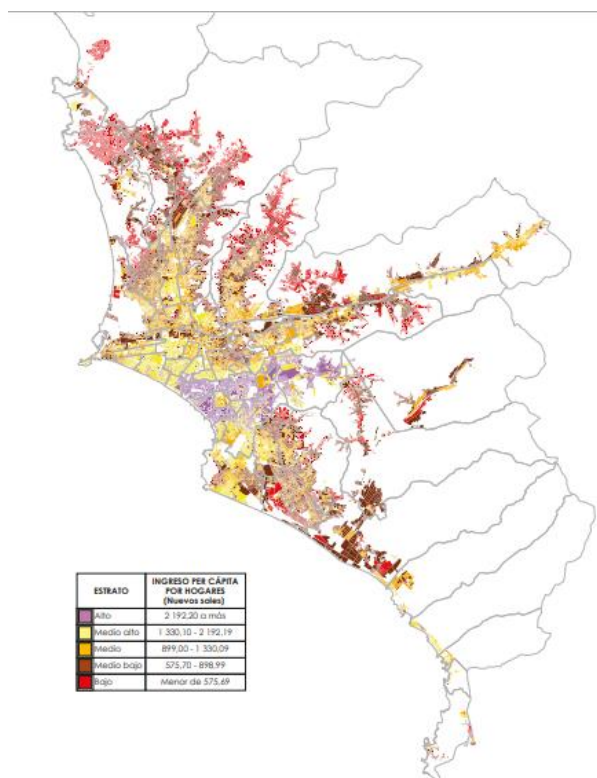 ESTRATO INGRESO PER CÁPITA POR HOGARES (Nuevos soles)
Alto 2 192,20 a más
Medio alto 1 330,10 - 2 192,19
Medio 899,00 - 1 330,09
Medio bajo 575,70 - 898,99
Bajo Menor de 575,69